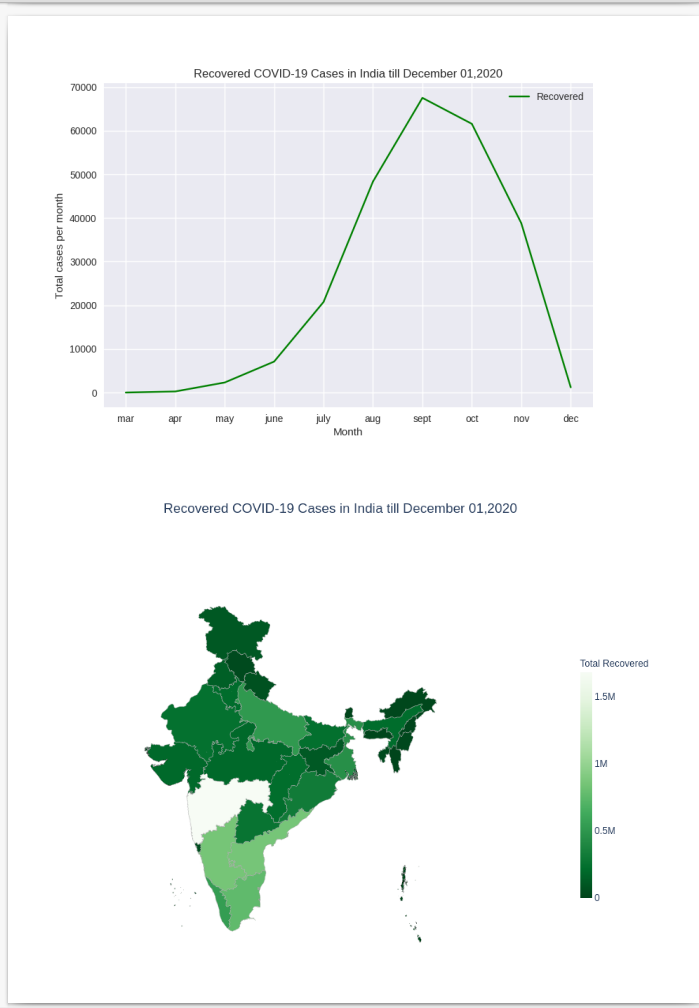 Recovered COVID-19 Cases in India till December 01,2020
Recovered
70000
60000
50000
40000
30000
20000
10000
0
Total cases per month
mar apr may june july aug sept oct nov dec
Month
Recovered COVID-19 Cases in India till December 01,2020
Total Recovered
1.5M
1M
0.5M
0